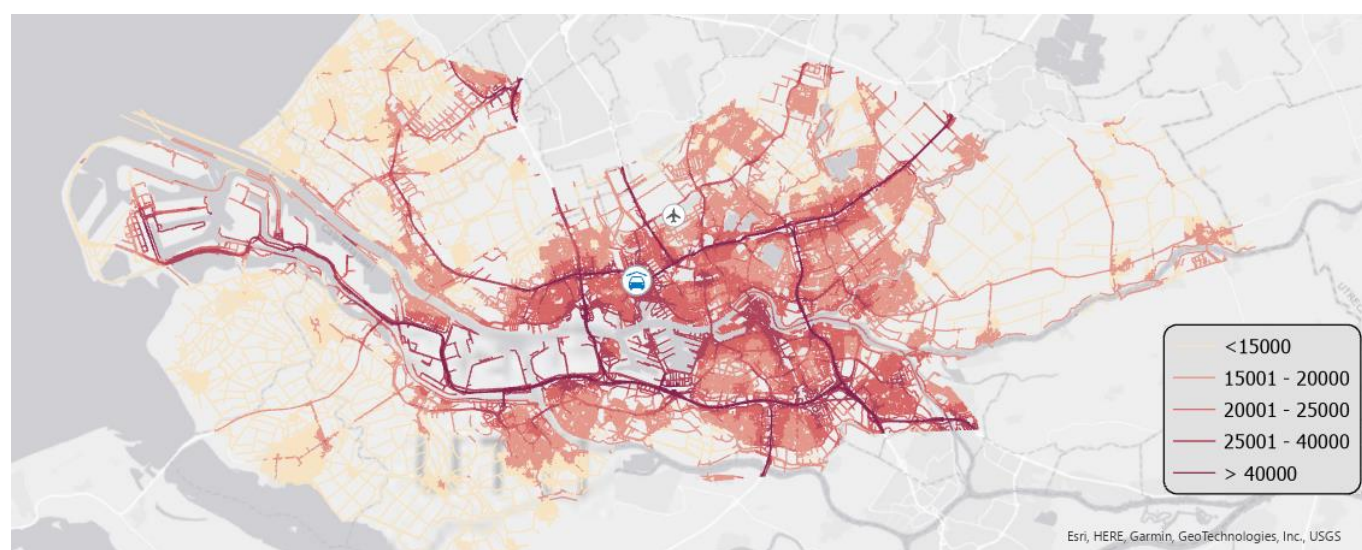 <15000
15001 - 20000
20001 - 25000
25001 - 40000
> 40000
Esri, HERE, Garmin, GeoTechnologies, Inc., USGS